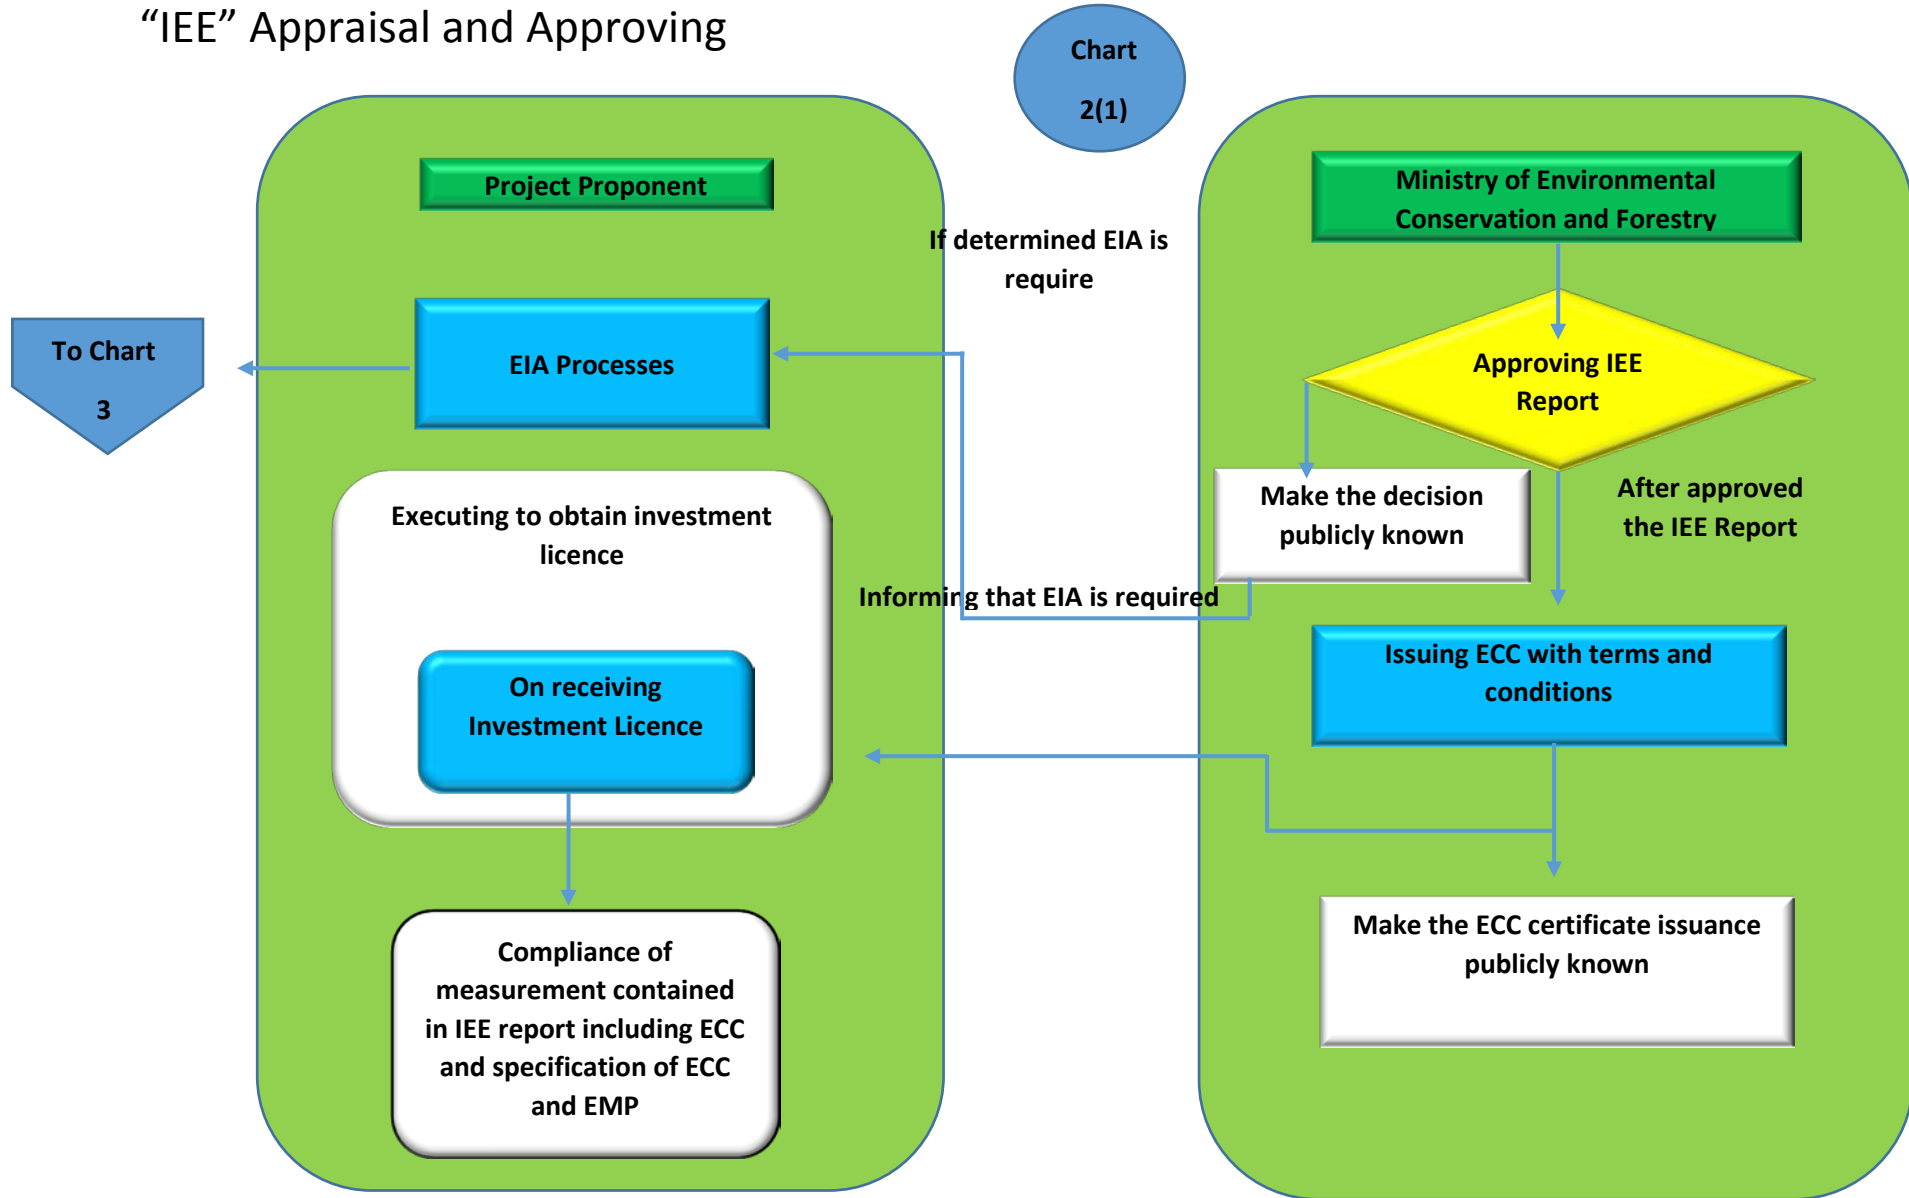 “IEE” Appraisal and Approving
Chart
2(1)
Project Proponent
Ministry of Environmental
Conservation and Forestry
If determined EIA is
require
To Chart
3
EIA Processes
Approving IEE
Report
Make the decision
publicly known
After approved
the IEE Report
Executing to obtain investment
licence
Informing that EIA is required
On receiving
Investment Licence
Issuing ECC with terms and
conditions
Compliance of
measurement contained
in IEE report including ECC
and specification of ECC
and EMP
Make the ECC certificate issuance
publicly known